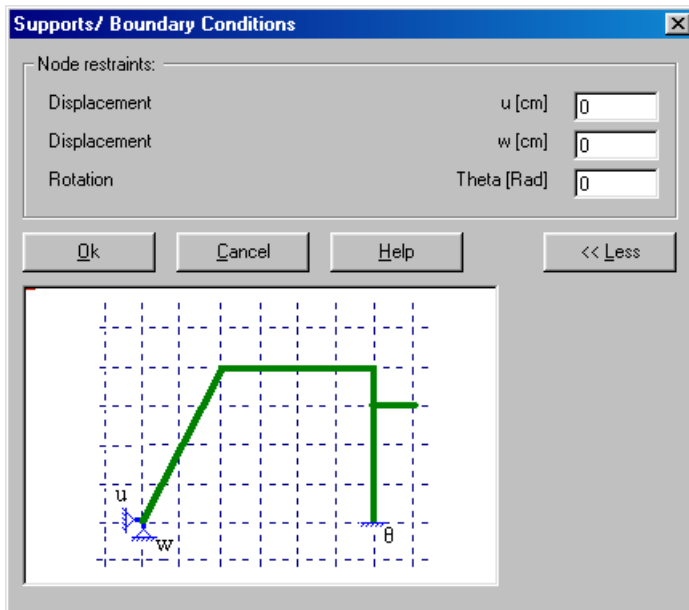 Supports/ Boundary Conditions
Node restraints:
Displacement u [cm] 0
Displacement w [cm] 0
Rotation Theta [Rad] 0
Ok Cancel Help << Less
u
w
θ